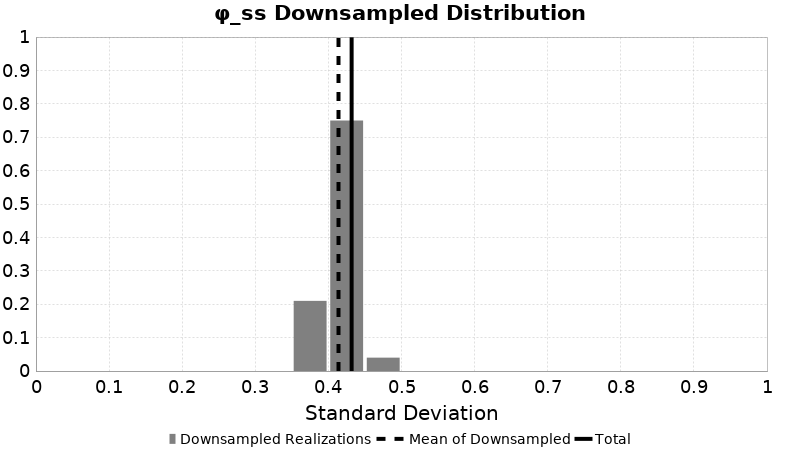 φ_ss Downsampled Distribution
1
0.9
0.8
0.7
0.6
0.5
0.4
0.3
0.2
0.1
0
0 0.1 0.2 0.3 0.4 0.5 0.6 0.7 0.8 0.9 1
Standard Deviation
Downsampled Realizations Mean of Downsampled Total